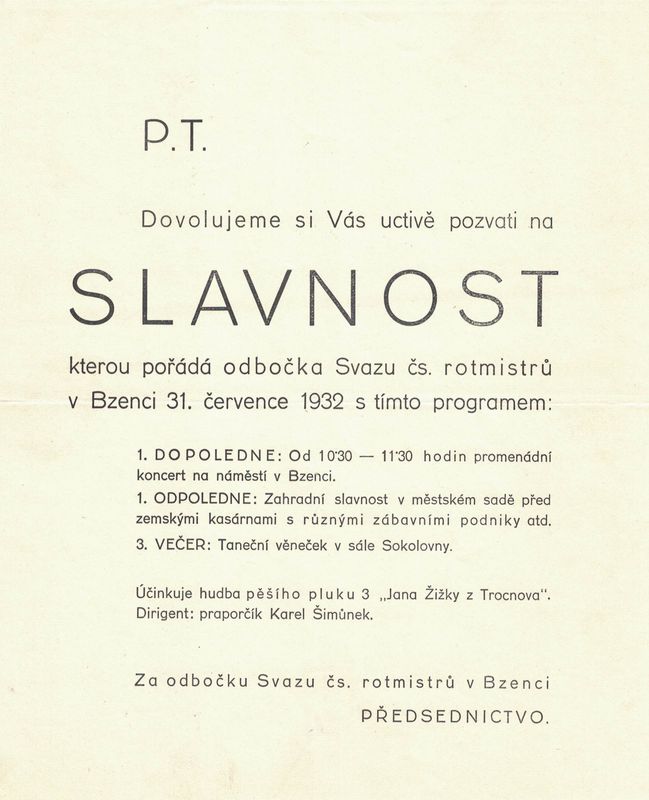 P.T.
Dovolujeme si Vás uctivě pozvati na
SLAVNOST
kterou pořádá odbočka Svazu čs. rotmistrů
v Bzenci 31. července 1932 s tímto programem:
1. DOPOLEDNE: Od 10·30 — 11·30 hodin promenádní
koncert na náměstí v Bzenci.
1. ODPOLEDNE: Zahradní slavnost v městském sadě před
zemskými kasárnami s různými zábavními podniky atd.
3. VEČER: Taneční věneček v sále Sokolovny.
Účinkuje hudba pěšího pluku 3 „Jana Žižky z Trocnova".
Dirigent: praporčík Karel Šimůnek.
Za odbočku Svazu čs. rotmistrů v Bzenci
PŘEDSEDNICTVO.